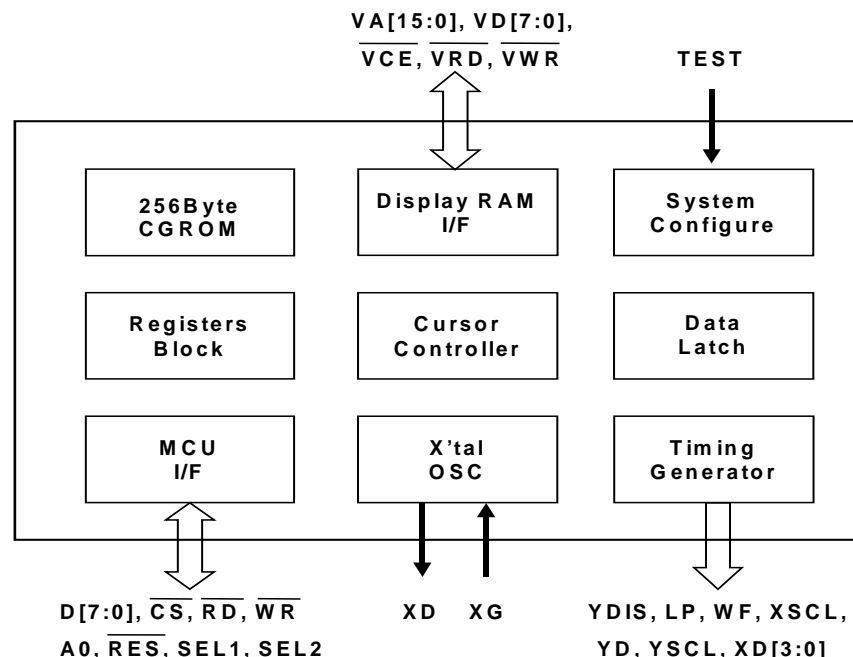 VA[15:0], VD[7:0],
VCE, VRD, VWR
TEST
256Byte
CGROM
Display RAM
I/F
System
Configure
Registers
Block
Cursor
Controller
Data
Latch
MCU
I/F
X'tal
OSC
Timing
Generator
D[7:0], CS, RD, WR
A0, RES, SEL1, SEL2
XD
XG
YDIS, LP, WF, XSCL,
YD, YSCL, XD[3:0]